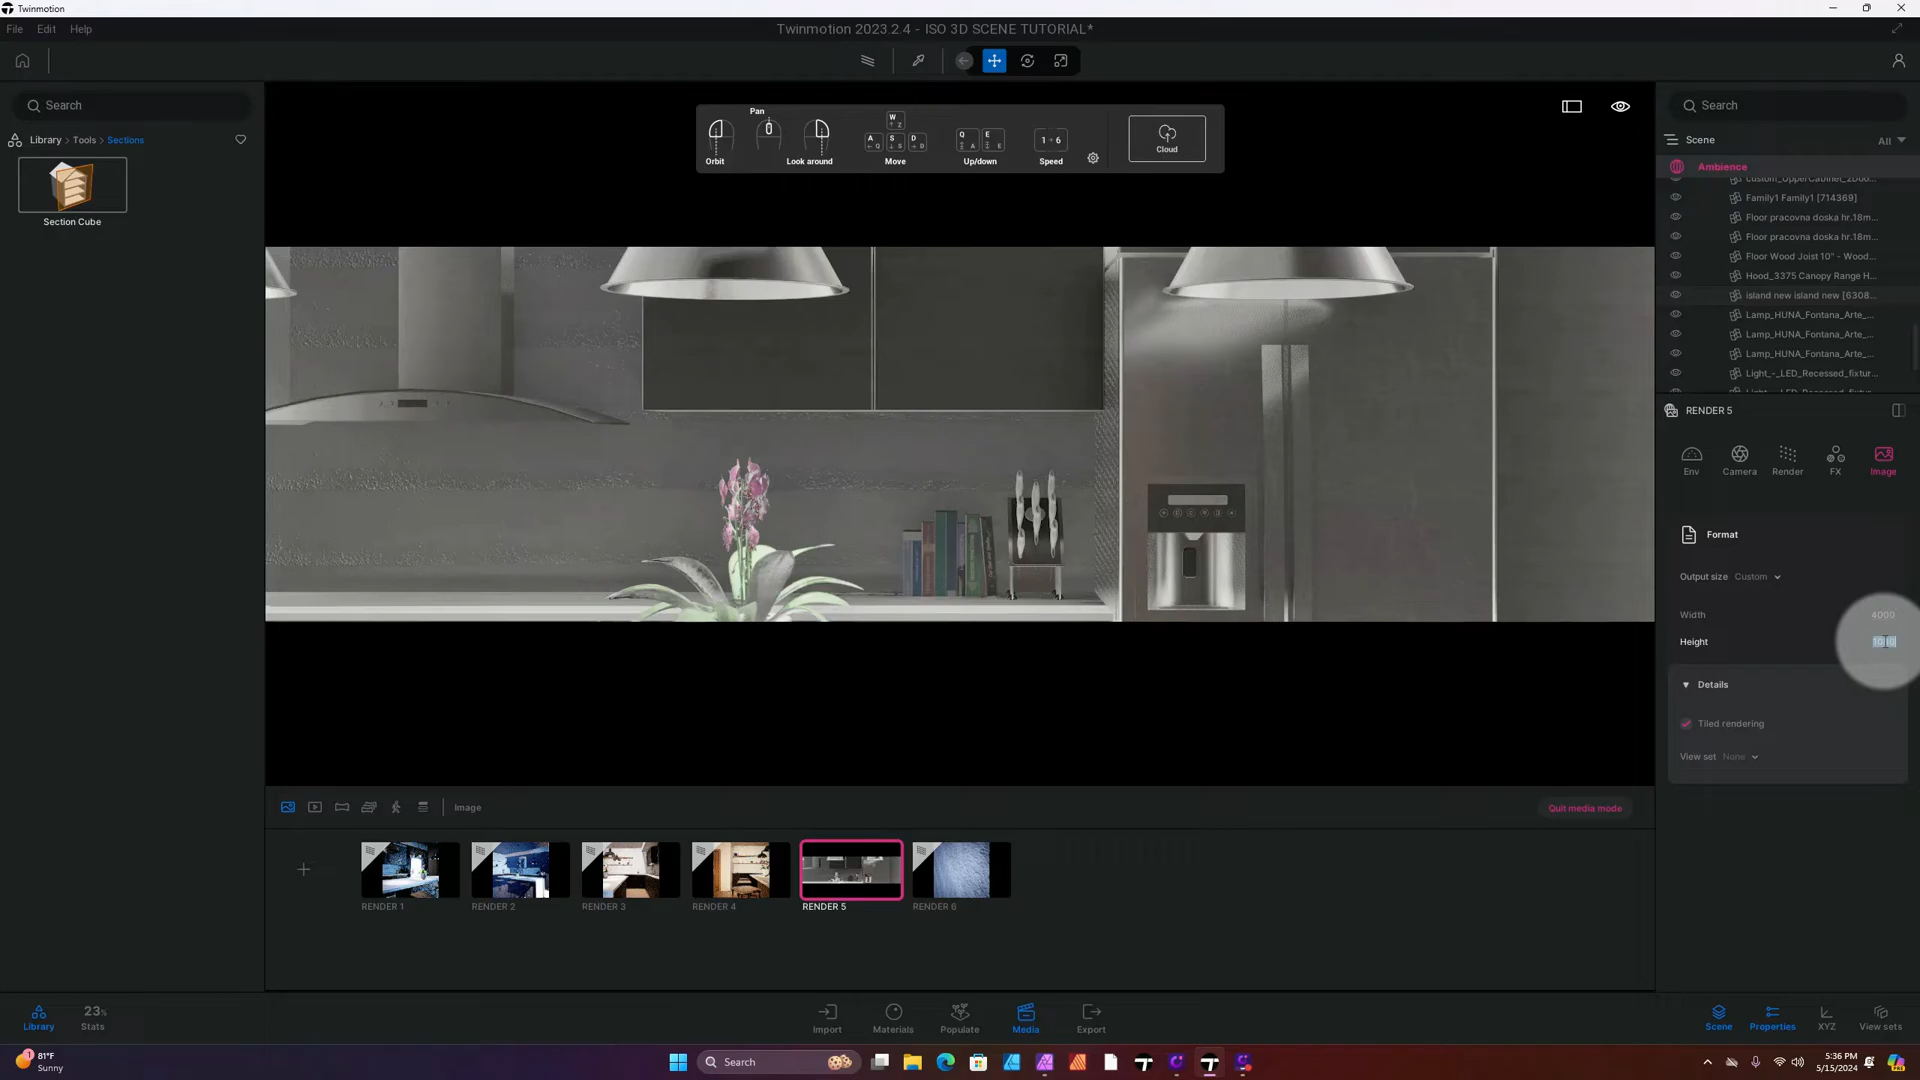 Twinmotion
File Edit Help
Twinmotion 2023.2.4 - ISO 3D SCENE TUTORIAL*
Search
Library > Tools > Sections
Section Cube
Pan
Orbit
Look around
W
↑ Z
A
← Q
S
↓ S
D
→ D
Move
Q
↕ A
E
↕ E
Up/down
1 - 6
Speed
Cloud
Search
Scene All
Ambience
custom_UpperCabinet_2Doo...
Family1 Family1 [714369]
Floor pracovna doska hr.18m...
Floor pracovna doska hr.18m...
Floor Wood Joist 10" - Wood...
Hood_3375 Canopy Range H...
island new island new [6308...
Lamp_HUNA_Fontana_Arte_...
Lamp_HUNA_Fontana_Arte_...
Lamp_HUNA_Fontana_Arte_...
Light_-_LED_Recessed_fixtur...
RENDER 5
Env Camera Render FX Image
Format
Output size Custom
Width 4000
Height
Details
Tiled rendering
View set None
Image
Quit media mode
RENDER 1 RENDER 2 RENDER 3 RENDER 4 RENDER 5 RENDER 6
Library
23%
Stats
Import Materials Populate Media Export
Scene Properties XYZ View sets
1
81°F
Sunny
Search
5:36 PM
5/15/2024